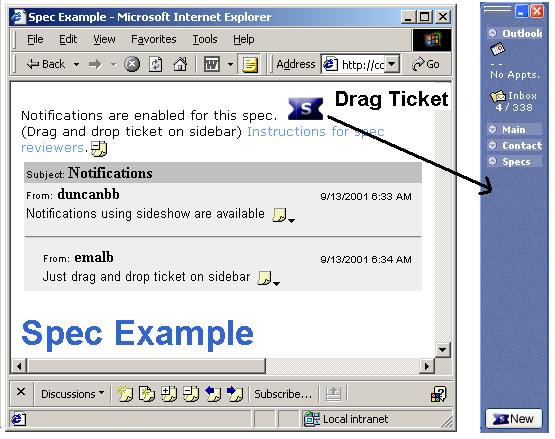 Spec Example - Microsoft Internet Explorer
File Edit View Favorites Tools Help
Back Address http://cc Go
Notifications are enabled for this spec.
(Drag and drop ticket on sidebar) Instructions for spec
reviewers.
S
Drag Ticket
Subject: Notifications
From: duncanbb 9/13/2001 6:33 AM
Notifications using sideshow are available
From: emalb 9/13/2001 6:34 AM
Just drag and drop ticket on sidebar
Spec Example
Discussions Subscribe...
Local intranet
Outlook
- -
No Appts.
Inbox
4 / 338
Main
Contact
Specs
S New